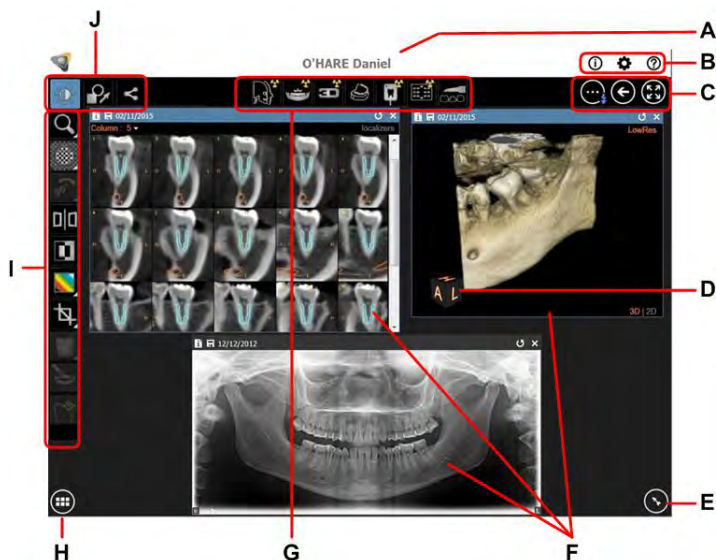 J
A
O'HARE Daniel
B
C
02/11/2015
Column : 5
localizers
02/11/2015
LowRes
I
A L
D
3D | 2D
12/12/2012
E
H
G
F